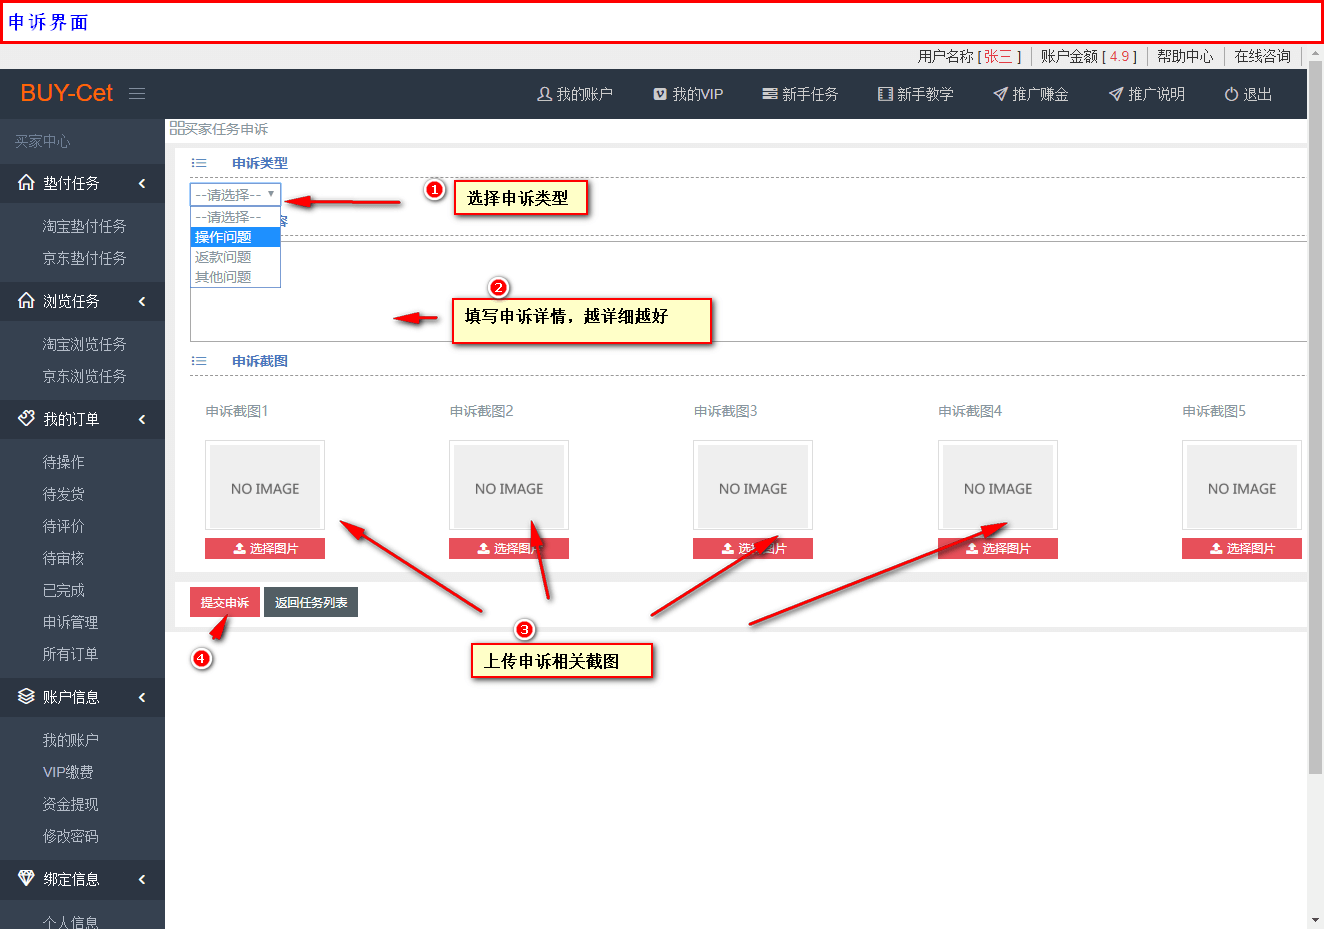 申诉界面
用户名称 [ 张三 ] 账户金额 [ 4.9 ] 帮助中心 在线咨询
BUY-Cet 我的账户 我的VIP 新手任务 新手教学 推广赚金 推广说明 退出
买家中心
垫付任务
淘宝垫付任务
京东垫付任务
浏览任务
淘宝浏览任务
京东浏览任务
我的订单
待操作
待发货
待评价
待审核
已完成
申诉管理
所有订单
账户信息
我的账户
VIP缴费
资金提现
修改密码
绑定信息
个人信息
买家任务申诉
申诉类型
--请选择--
--请选择--
操作问题
返款问题
其他问题
容
1 选择申诉类型
2
填写申诉详情，越详细越好
申诉截图
申诉截图1 申诉截图2 申诉截图3 申诉截图4 申诉截图5
NO IMAGE NO IMAGE NO IMAGE NO IMAGE NO IMAGE
选择图片 选择图片 选择图片 选择图片 选择图片
提交申诉 返回任务列表
3
4
上传申诉相关截图